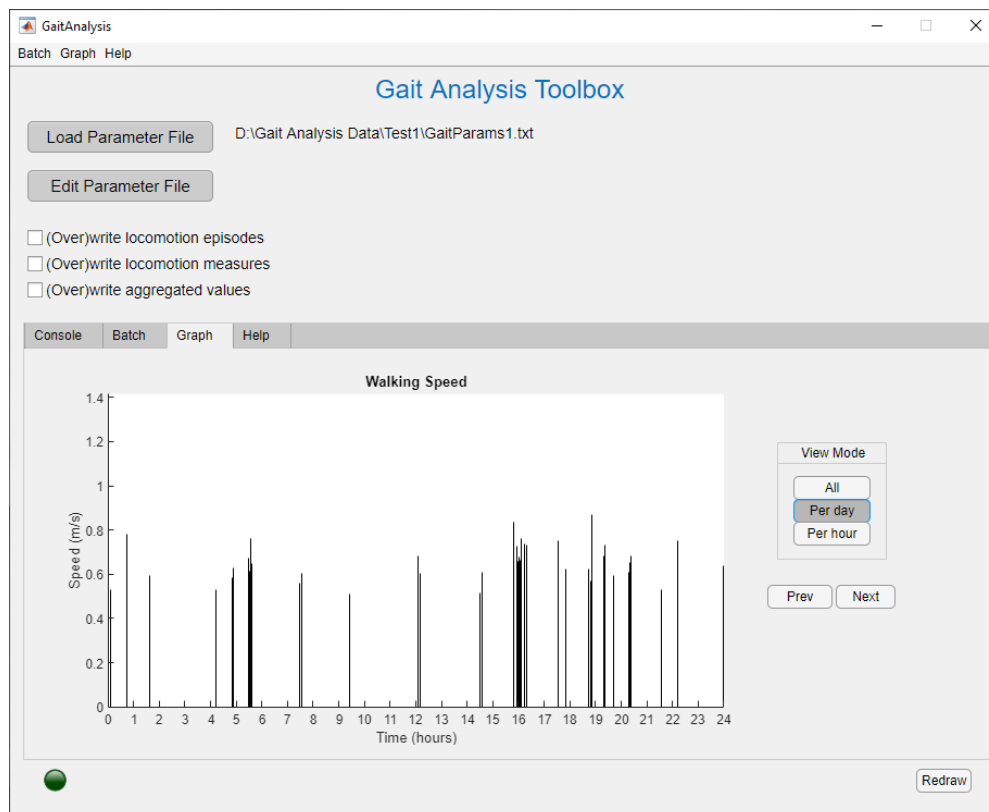 GaitAnalysis
Batch Graph Help
Gait Analysis Toolbox
Load Parameter File D:\Gait Analysis Data\Test1\GaitParams1.txt
Edit Parameter File
(Over)write locomotion episodes
(Over)write locomotion measures
(Over)write aggregated values
Console Batch Graph Help
Walking Speed
1.4
1.2
1
0.8
0.6
0.4
0.2
0
Speed (m/s)
0 1 2 3 4 5 6 7 8 9 10 11 12 13 14 15 16 17 18 19 20 21 22 23 24
Time (hours)
View Mode
All
Per day
Per hour
Prev Next
Redraw